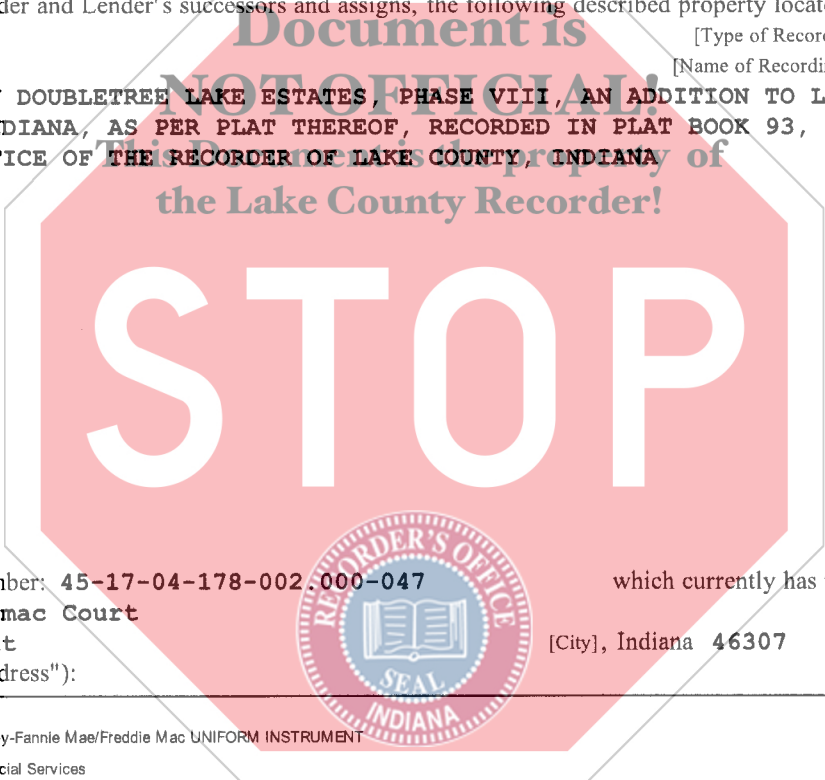 der and Lender's successors and assigns, the following described property locate
Document is
[Type of Record
NOT OFFICIAL!
[Name of Recordi
DOUBLETREE LAKE ESTATES, PHASE VIII, AN ADDITION TO L
DIANA, AS PER PLAT THEREOF, RECORDED IN PLAT BOOK 93,
ICE OF THE RECORDER OF LAKE COUNTY, INDIANA
This Document is the property of
the Lake County Recorder!
STOP
RECORDER'S OFFICE
SEAL
INDIANA
ber: 45-17-04-178-002.000-047 which currently has
mac Court
t [City], Indiana 46307
dress"):
y-Fannie Mae/Freddie Mac UNIFORM INSTRUMENT
cial Services